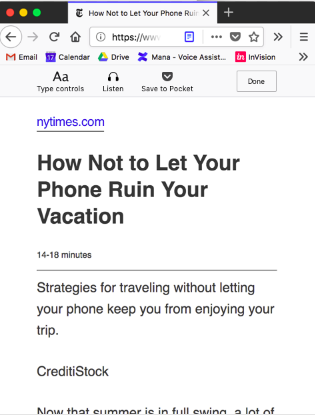 How Not to Let Your Phone Ruin
https://www
Gmail Calendar Drive Mana - Voice Assist... InVision
Aa
Type controls Listen Save to Pocket Done
nytimes.com
How Not to Let Your
Phone Ruin Your
Vacation
14-18 minutes
Strategies for traveling without letting
your phone keep you from enjoying your
trip.
CreditiStock
Now that summer is in full swing, a lot of